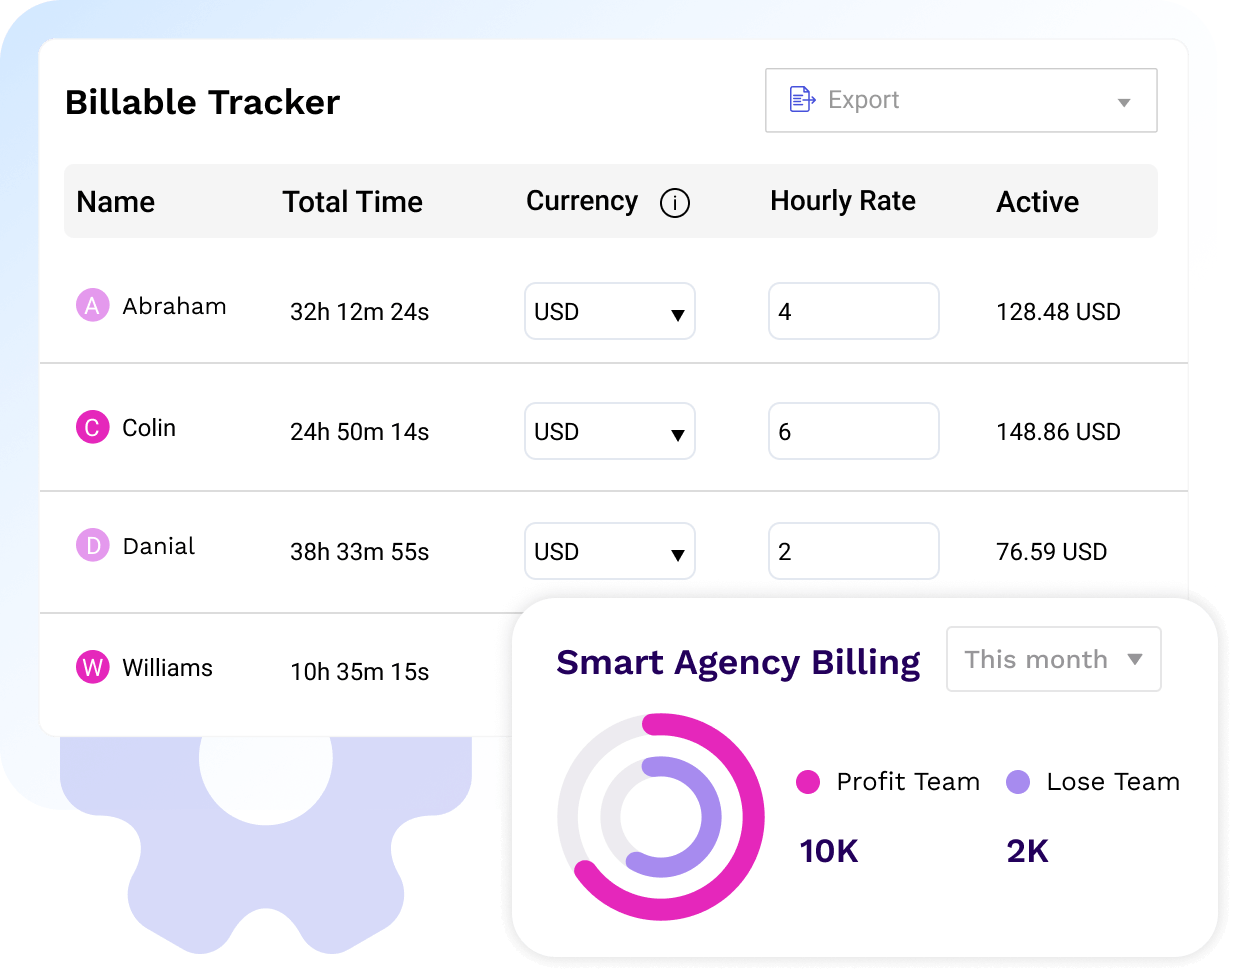 Billable Tracker
Export
Name Total Time Currency i Hourly Rate Active
A Abraham 32h 12m 24s USD 4 128.48 USD
C Colin 24h 50m 14s USD 6 148.86 USD
D Danial 38h 33m 55s USD 2 76.59 USD
W Williams 10h 35m 15s
Smart Agency Billing This month
Profit Team Lose Team
10K 2K